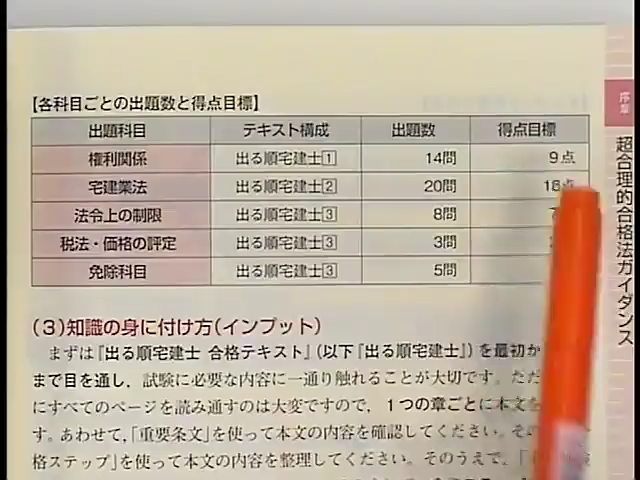 【各科目ごとの出題数と得点目標】
出題科目 テキスト構成 出題数 得点目標
権利関係 出る順宅建士1 14問 9点
宅建業法 出る順宅建士2 20問 18点
法令上の制限 出る順宅建士3 8問
税法・価格の評定 出る順宅建士3 3問
免除科目 出る順宅建士3 5問
(3)知識の身に付け方(インプット)
まずは『出る順宅建士 合格テキスト』(以下『出る順宅建士』)を最初か
まで目を通し，試験に必要な内容に一通り触れることが大切です。ただ
にすべてのページを読み通すのは大変ですので，１つの章ごとに本文を
す。あわせて，「重要条文」を使って本文の内容を確認してください。その
格ステップ」を使って本文の内容を整理してください。そのうえで，「
序章
超合理的合格法ガイダンス